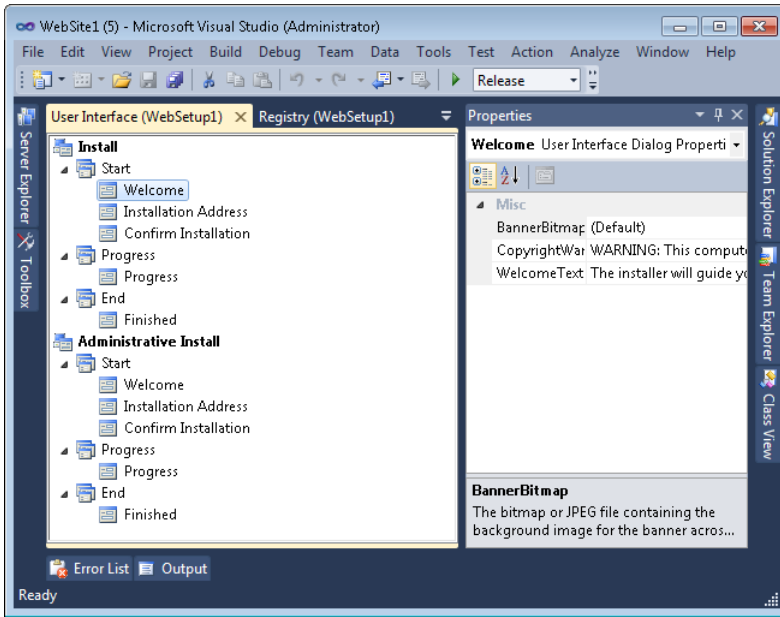 WebSite1 (5) - Microsoft Visual Studio (Administrator)
File Edit View Project Build Debug Team Data Tools Test Action Analyze Window Help
Release
Server Explorer
Toolbox
User Interface (WebSetup1)
Registry (WebSetup1)
Install
Start
Welcome
Installation Address
Confirm Installation
Progress
Progress
End
Finished
Administrative Install
Start
Welcome
Installation Address
Confirm Installation
Progress
Progress
End
Finished
Properties
Welcome User Interface Dialog Properti
Misc
BannerBitmap (Default)
CopyrightWar WARNING: This compute
WelcomeText The installer will guide yo
BannerBitmap
The bitmap or JPEG file containing the
background image for the banner acros...
Solution Explorer
Team Explorer
Class View
Error List Output
Ready